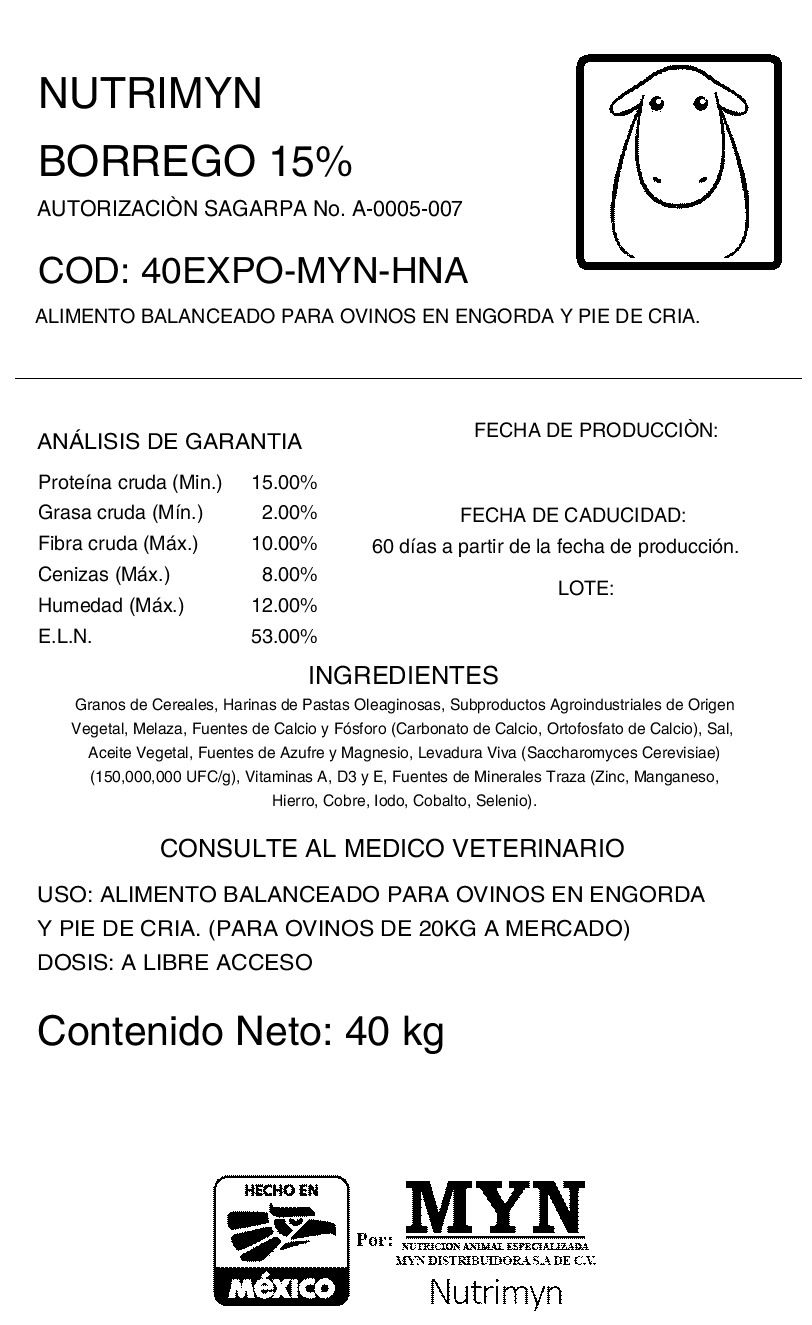 NUTRIMYN
BORREGO 15%
AUTORIZACIÒN SAGARPA No. A-0005-007
COD: 40EXPO-MYN-HNA
ALIMENTO BALANCEADO PARA OVINOS EN ENGORDA Y PIE DE CRIA.
ANÁLISIS DE GARANTIA
Proteína cruda (Min.) 15.00%
Grasa cruda (Mín.) 2.00%
Fibra cruda (Máx.) 10.00%
Cenizas (Máx.) 8.00%
Humedad (Máx.) 12.00%
E.L.N. 53.00%
FECHA DE PRODUCCIÒN:
FECHA DE CADUCIDAD:
60 días a partir de la fecha de producción.
LOTE:
INGREDIENTES
Granos de Cereales, Harinas de Pastas Oleaginosas, Subproductos Agroindustriales de Origen
Vegetal, Melaza, Fuentes de Calcio y Fósforo (Carbonato de Calcio, Ortofosfato de Calcio), Sal,
Aceite Vegetal, Fuentes de Azufre y Magnesio, Levadura Viva (Saccharomyces Cerevisiae)
(150,000,000 UFC/g), Vitaminas A, D3 y E, Fuentes de Minerales Traza (Zinc, Manganeso,
Hierro, Cobre, Iodo, Cobalto, Selenio).
CONSULTE AL MEDICO VETERINARIO
USO: ALIMENTO BALANCEADO PARA OVINOS EN ENGORDA
Y PIE DE CRIA. (PARA OVINOS DE 20KG A MERCADO)
DOSIS: A LIBRE ACCESO
Contenido Neto: 40 kg
HECHO EN
MéXICO
Por:
MYN
NUTRICION ANIMAL ESPECIALIZADA
MYN DISTRIBUIDORA S.A DE C.V.
Nutrimyn